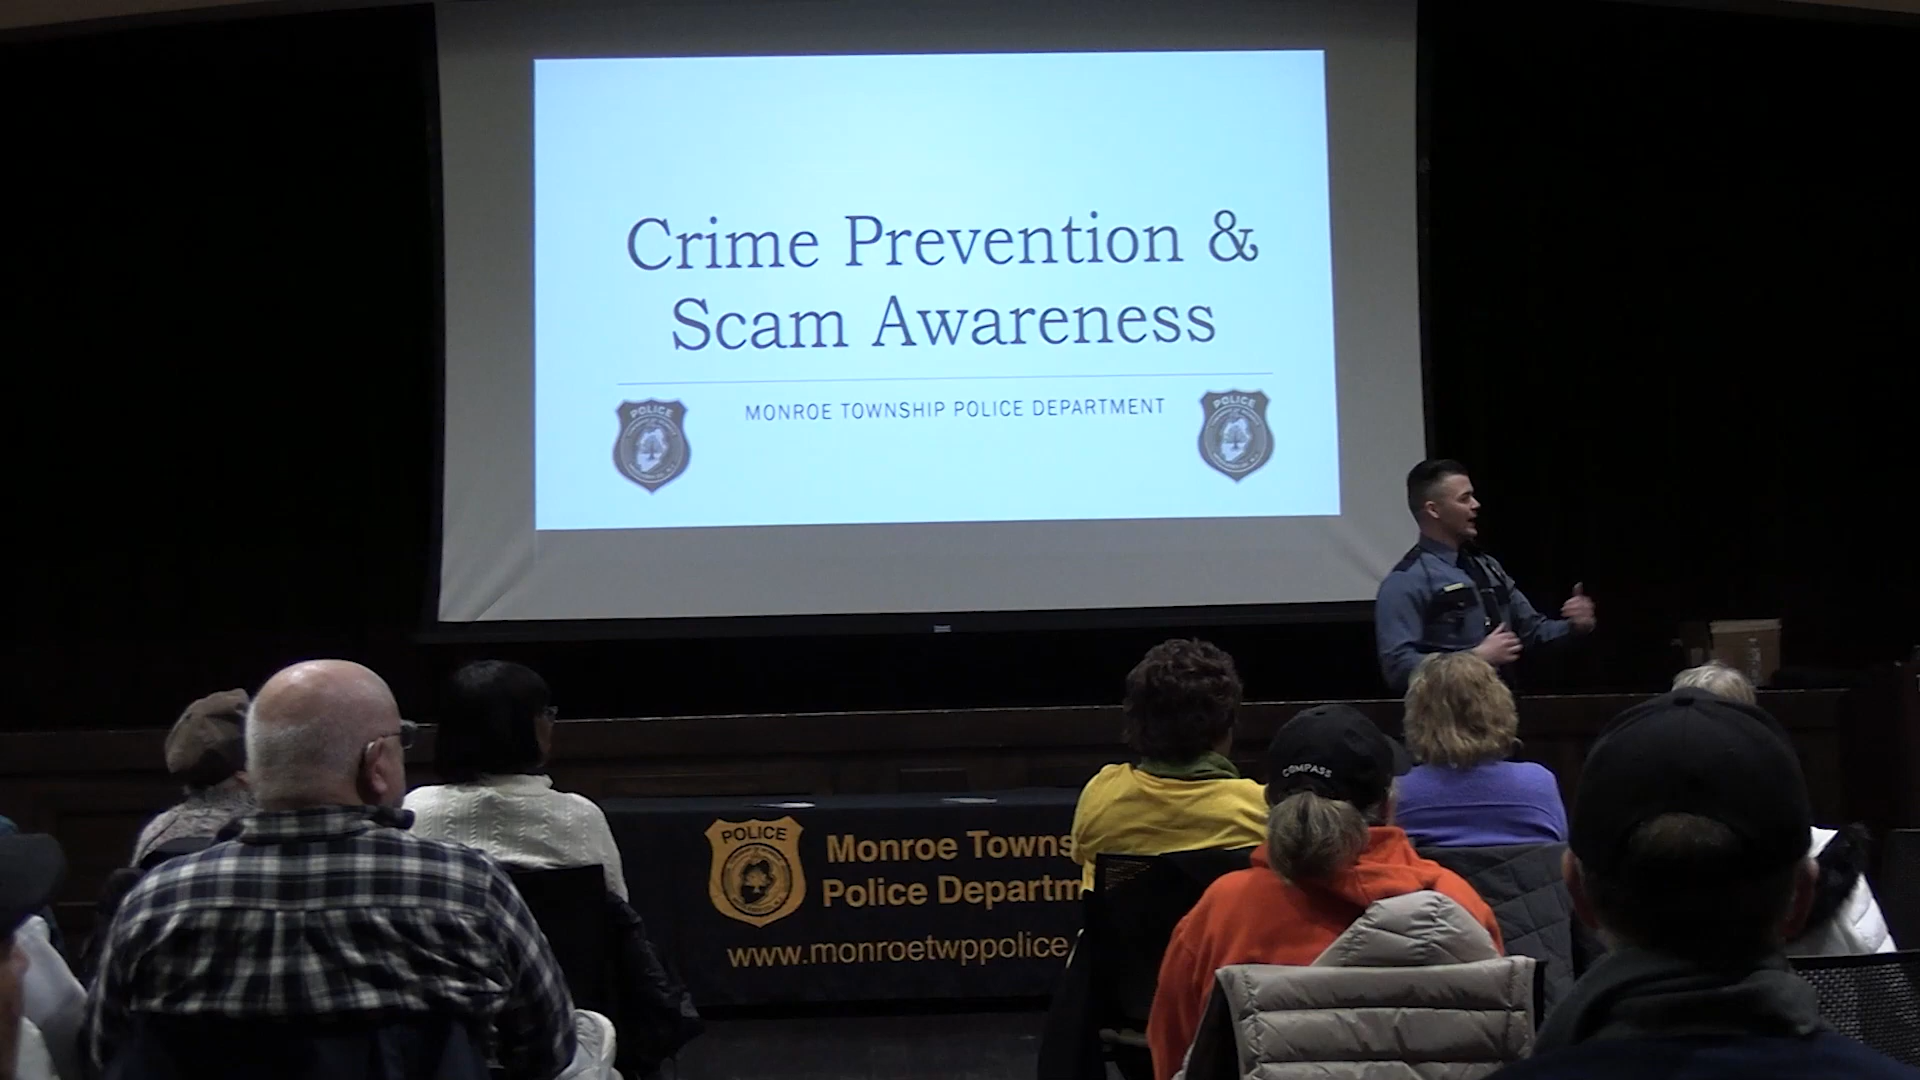 Crime Prevention &
Scam Awareness
MONROE TOWNSHIP POLICE DEPARTMENT
POLICE
POLICE
COMPASS
POLICE
Monroe Towns
Police Departm
www.monroetwppolice